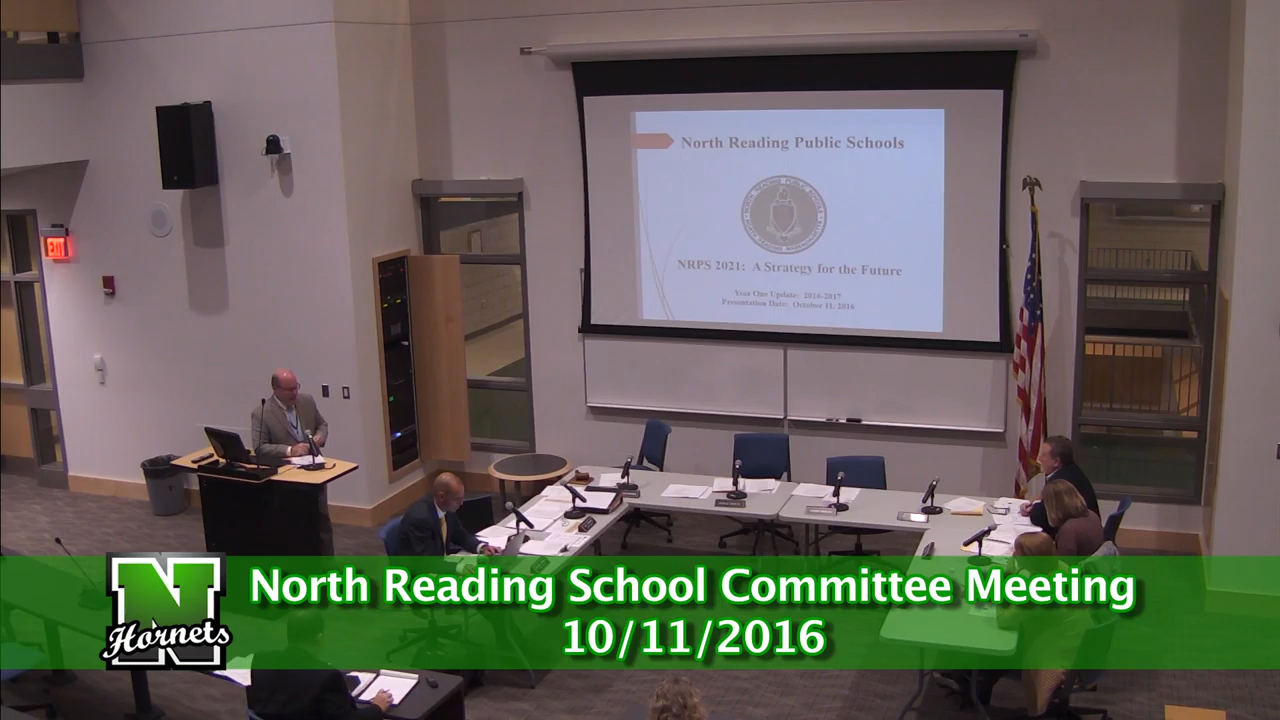 North Reading Public Schools
NRPS 2021: A Strategy for the Future
Year One Update: 2016-2017
Presentation Date: October 11, 2016
EXIT
N
Hornets
North Reading School Committee Meeting
10/11/2016